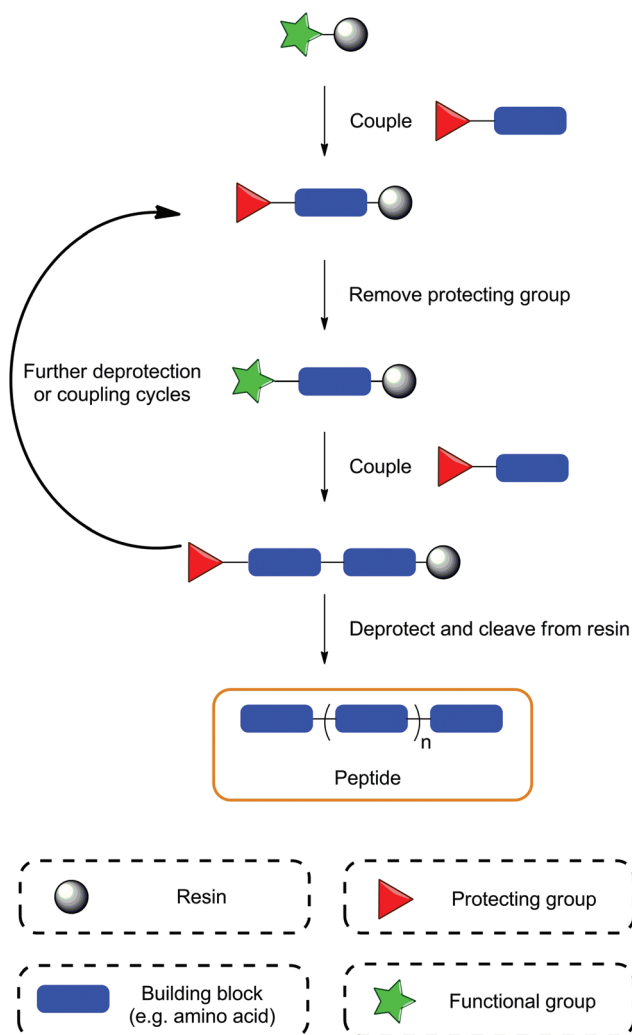 Couple
Remove protecting group
Further deprotection
or coupling cycles
Couple
Deprotect and cleave from resin
( ) n
Peptide
Resin
Protecting group
Building block
(e.g. amino acid)
Functional group